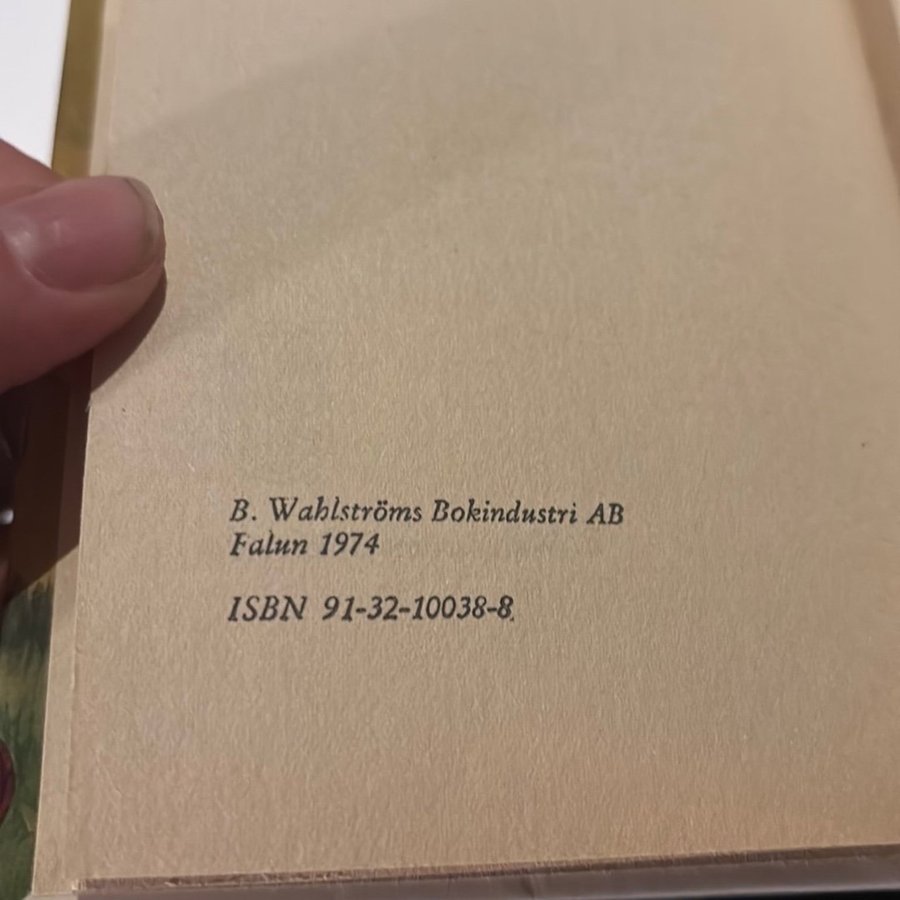 B. Wahlströms Bokindustri AB
Falun 1974
ISBN 91-32-10038-8